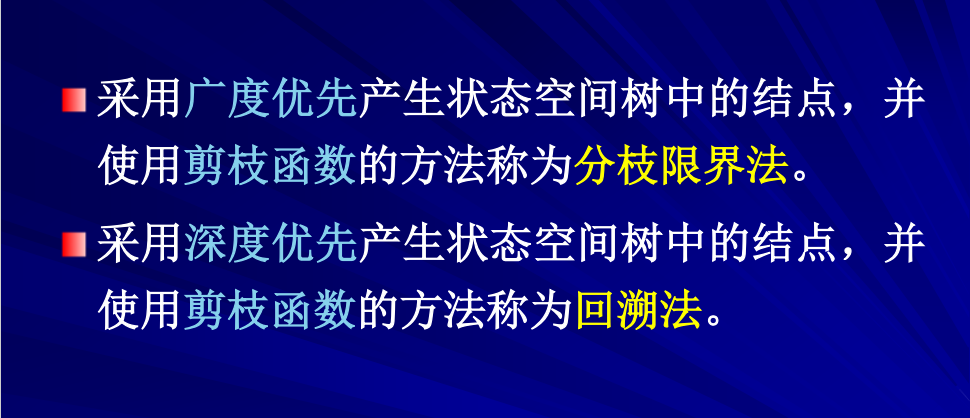 采用广度优先产生状态空间树中的结点，并
使用剪枝函数的方法称为分枝限界法。
采用深度优先产生状态空间树中的结点，并
使用剪枝函数的方法称为回溯法。